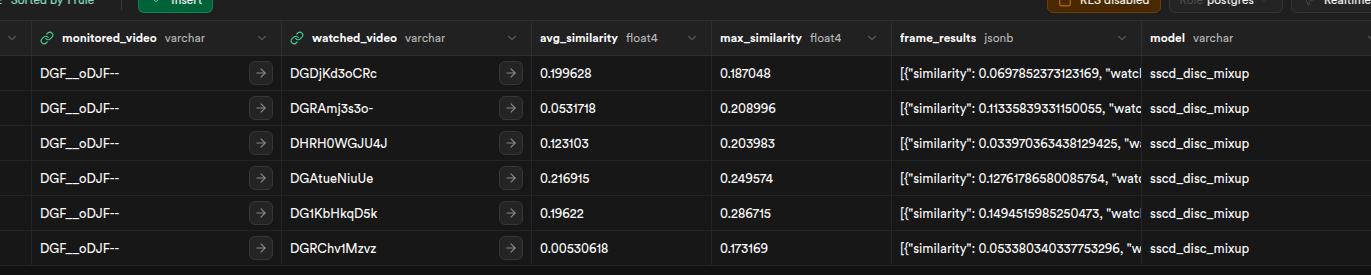 Sorted by 1 rule Insert RLS disabled Role postgres Realtime
monitored_video varchar watched_video varchar avg_similarity float4 max_similarity float4 frame_results jsonb model varchar
DGF__oDJF-- DGDjKd3oCRc 0.199628 0.187048 [{"similarity": 0.0697852373123169, "watcl sscd_disc_mixup
DGF__oDJF-- DGRAmj3s3o- 0.0531718 0.208996 [{"similarity": 0.11335839331150055, "watc sscd_disc_mixup
DGF__oDJF-- DHRH0WGJU4J 0.123103 0.203983 [{"similarity": 0.033970363438129425, "wa sscd_disc_mixup
DGF__oDJF-- DGAtueNiuUe 0.216915 0.249574 [{"similarity": 0.12761786580085754, "watc sscd_disc_mixup
DGF__oDJF-- DG1KbHkqD5k 0.19622 0.286715 [{"similarity": 0.1494515985250473, "watcl sscd_disc_mixup
DGF__oDJF-- DGRChv1Mzvz 0.00530618 0.173169 [{"similarity": 0.053380340337753296, "w sscd_disc_mixup